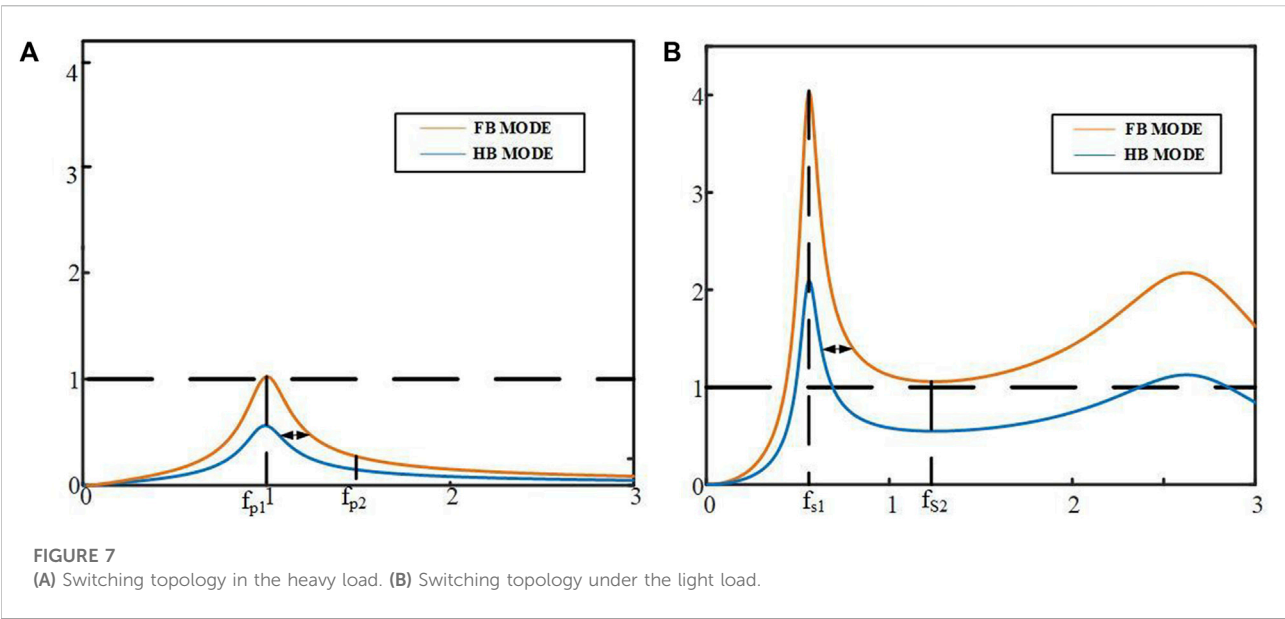 A
4
3
2
1
0
FB MODE
HB MODE
0 fp1 1 fp2 2 3
B
4
3
2
1
0
FB MODE
HB MODE
0 fs1 1 fS2 2 3
FIGURE 7
(A) Switching topology in the heavy load. (B) Switching topology under the light load.